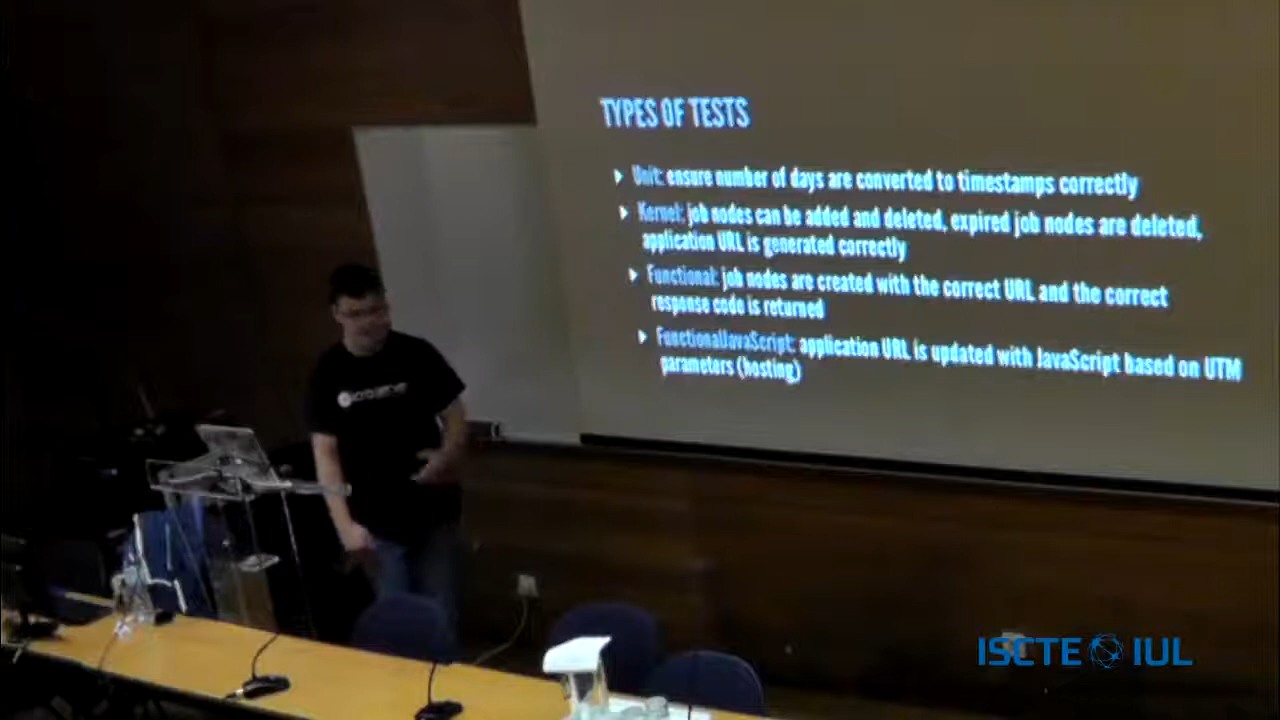 TYPES OF TESTS
Unit: ensure number of days are converted to timestamps correctly
Kernel: job nodes can be added and deleted, expired job nodes are deleted,
application URL is generated correctly
Functional: job nodes are created with the correct URL and the correct
response code is returned
FunctionalJavaScript: application URL is updated with JavaScript based on UTM
parameters (hosting)
ISCTE IUL